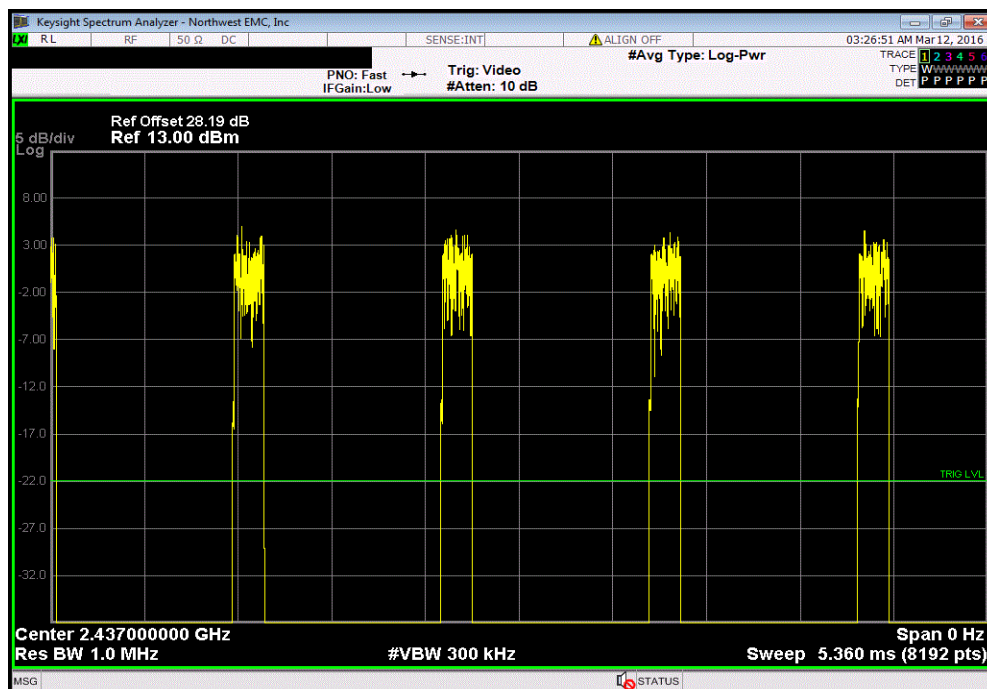 Keysight Spectrum Analyzer - Northwest EMC, Inc
LXI RL RF 50 Ω DC SENSE:INT ALIGN OFF 03:26:51 AM Mar 12, 2016
#Avg Type: Log-Pwr
TRACE 1 2 3 4 5 6
PNO: Fast Trig: Video TYPE WWWWWW
IFGain:Low #Atten: 10 dB DET P P P P P P
Ref Offset 28.19 dB
5 dB/div Ref 13.00 dBm
Log
8.00
3.00
-2.00
-7.00
-12.0
-17.0
TRIG LVL
-22.0
-27.0
-32.0
Center 2.437000000 GHz Span 0 Hz
Res BW 1.0 MHz #VBW 300 kHz Sweep 5.360 ms (8192 pts)
MSG STATUS